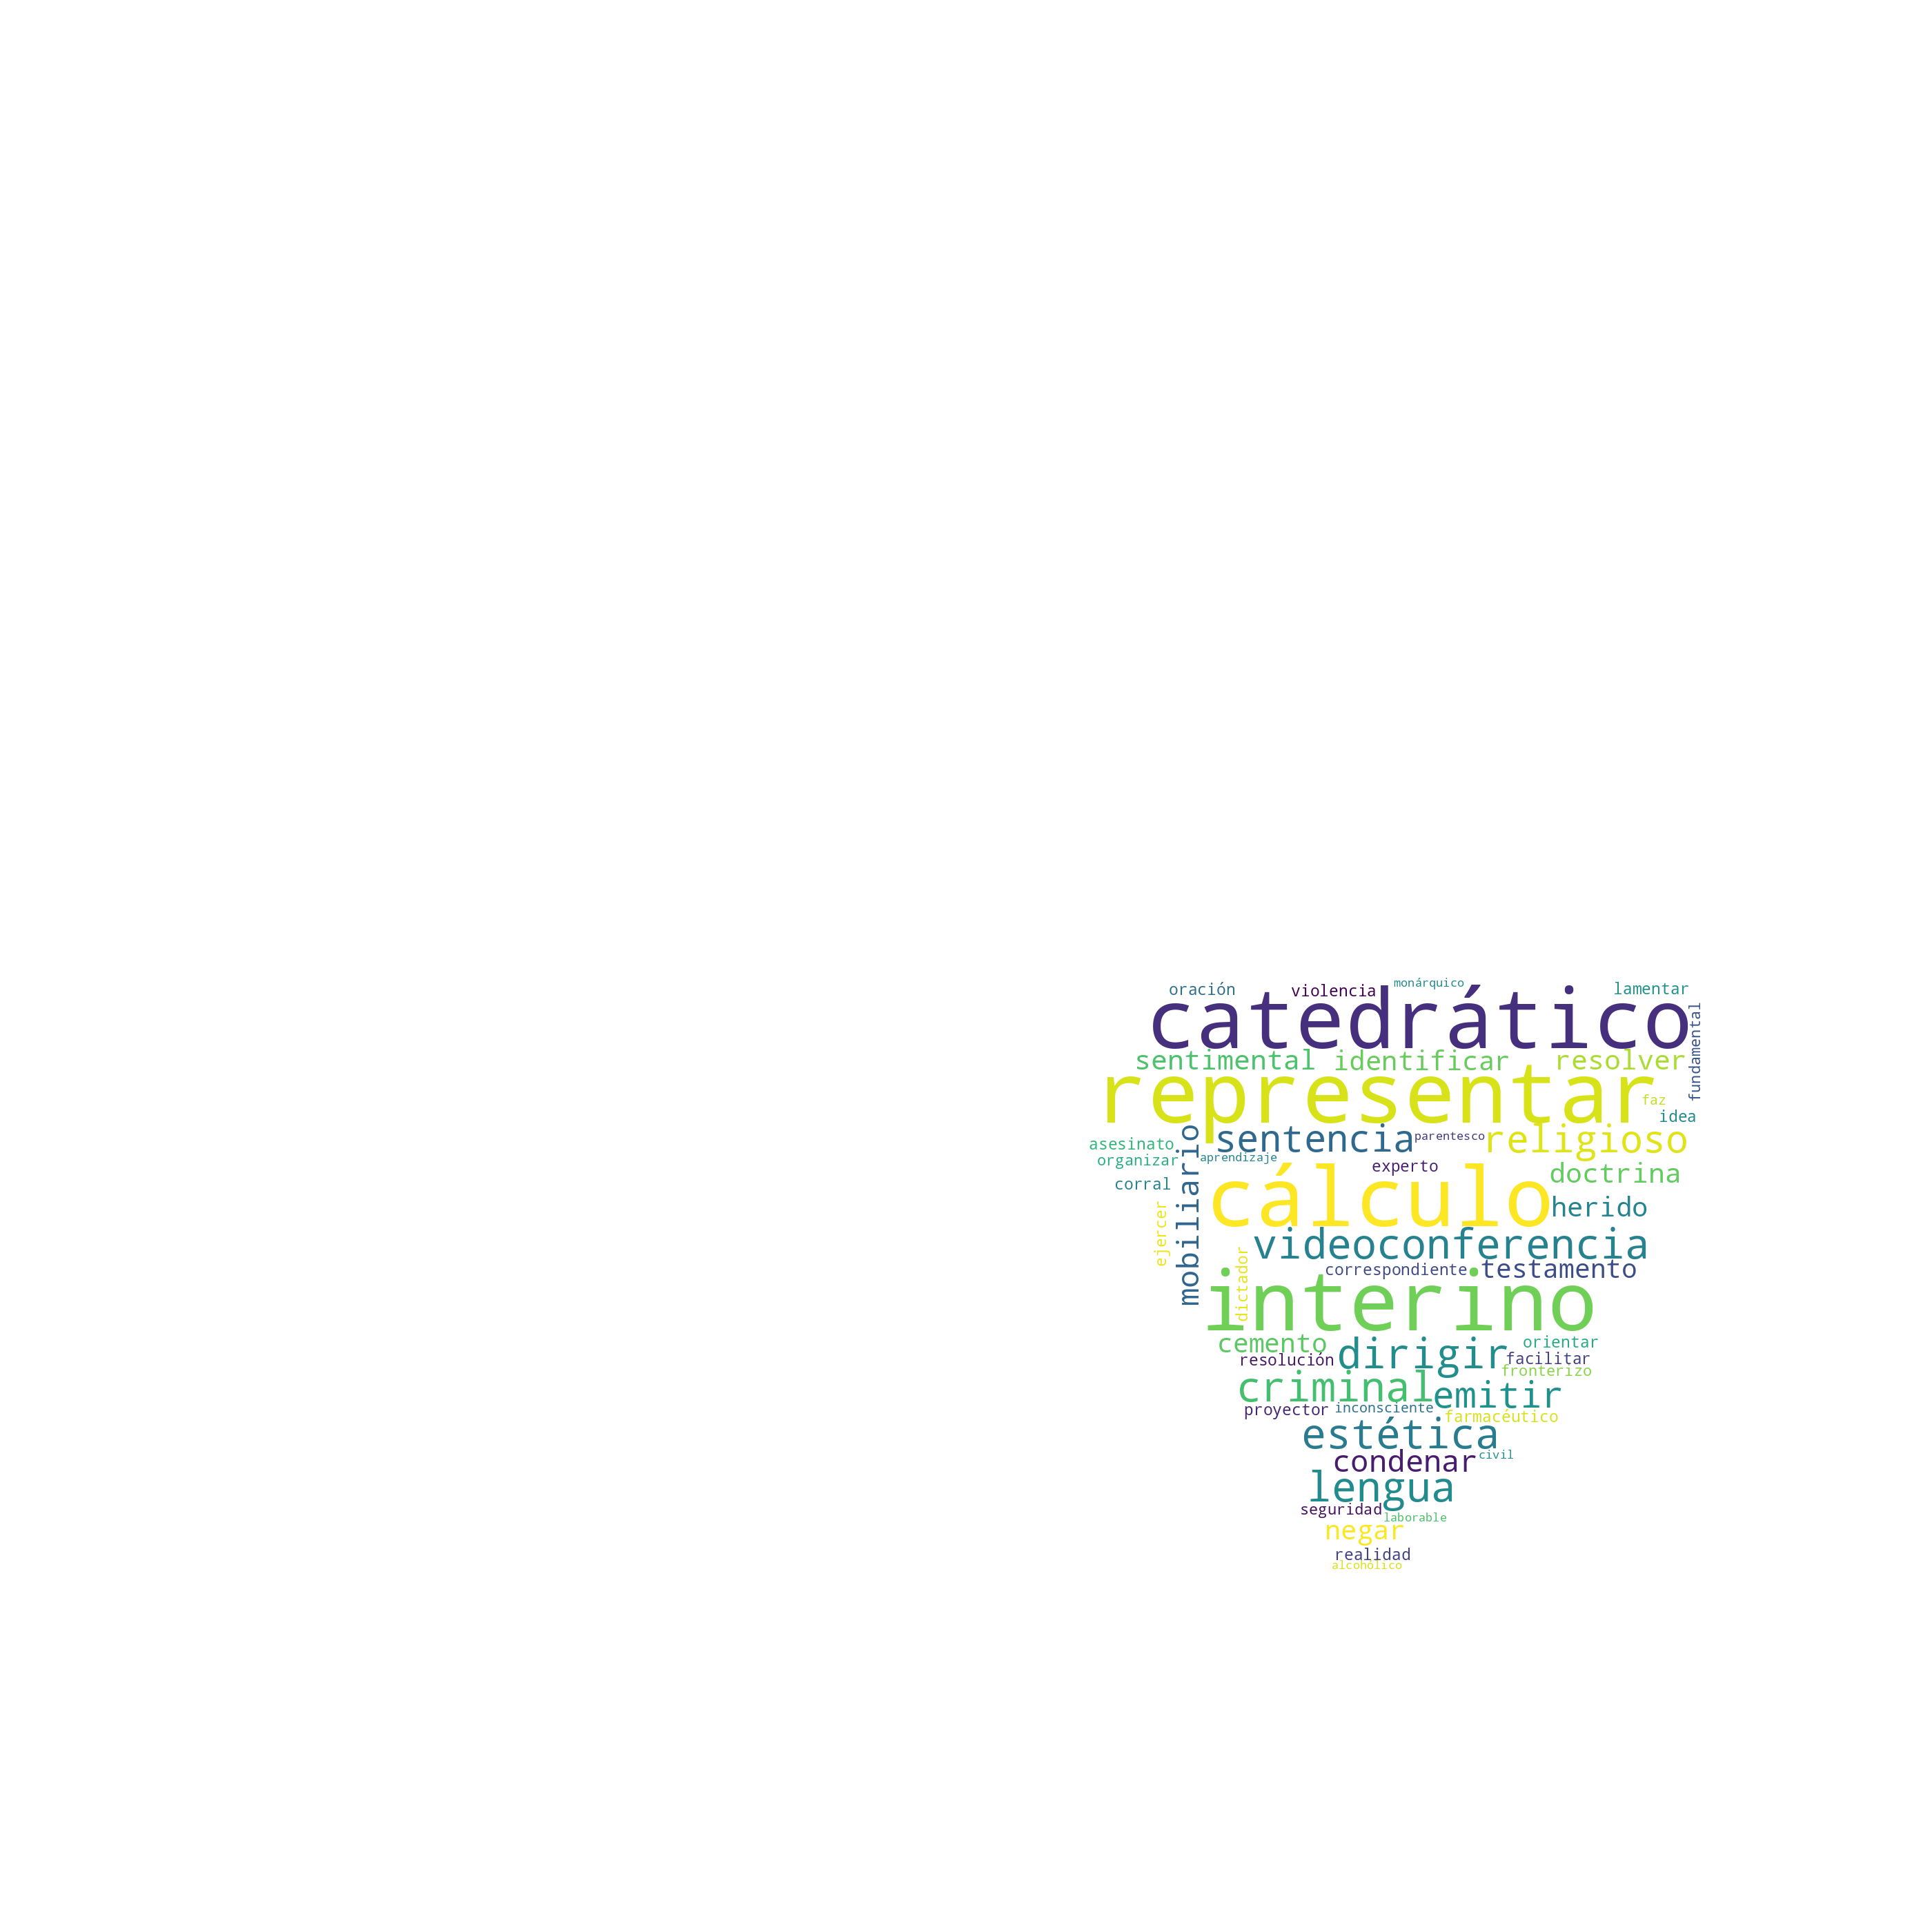 monárquico
oración violencia lamentar
catedrático
fundamental
sentimental identificar resolver
representar
faz
idea
sentencia parentesco religioso
asesinato
organizar
aprendizaje
experto
doctrina
corral
mobiliario
cálculo
herido
ejercer
videoconferencia
dictador
correspondiente testamento
interino
cemento dirigir orientar
resolución facilitar
fronterizo
criminal emitir
proyector inconsciente
farmacéutico
estética
condenar civil
lengua
seguridad
laborable
negar
realidad
alcohólico